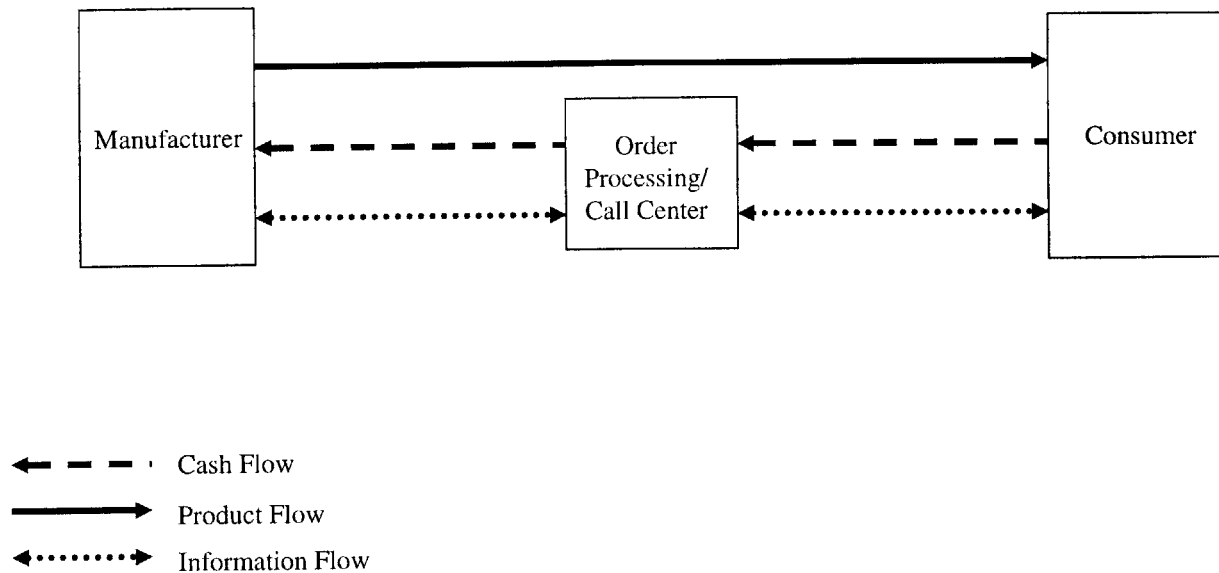 Manufacturer
Order
Processing/
Call Center
Consumer
Cash Flow
Product Flow
Information Flow